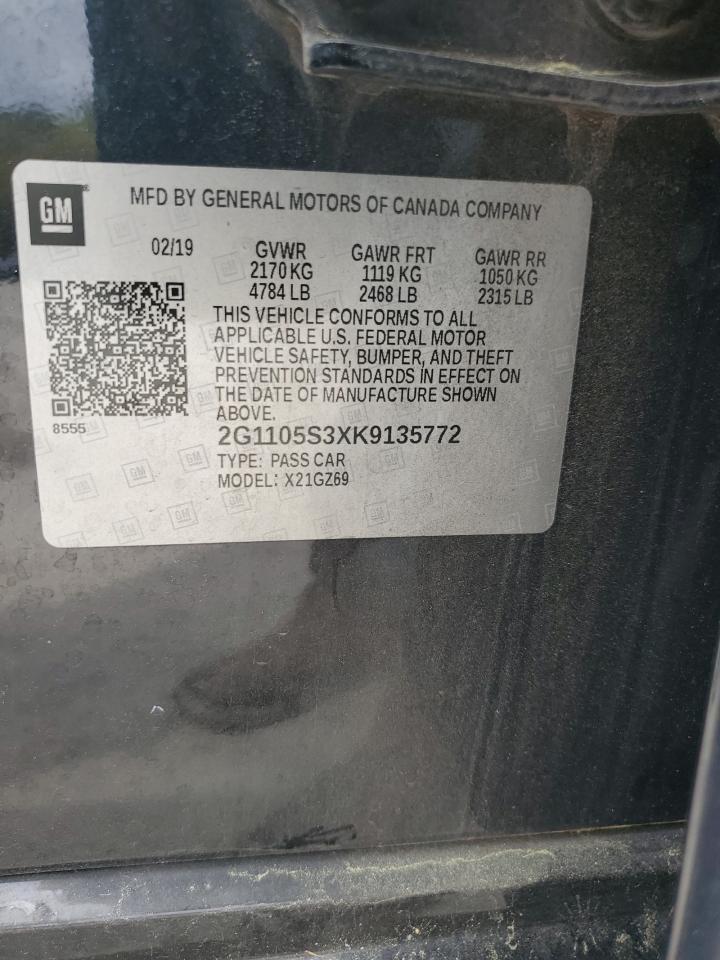 GM
MFD BY GENERAL MOTORS OF CANADA COMPANY
02/19 GVWR GAWR FRT GAWR RR
2170 KG 1119 KG 1050 KG
4784 LB 2468 LB 2315 LB
THIS VEHICLE CONFORMS TO ALL
APPLICABLE U.S. FEDERAL MOTOR
VEHICLE SAFETY, BUMPER, AND THEFT
PREVENTION STANDARDS IN EFFECT ON
THE DATE OF MANUFACTURE SHOWN
ABOVE.
8555
2G1105S3XK9135772
TYPE: PASS CAR
MODEL: X21GZ69